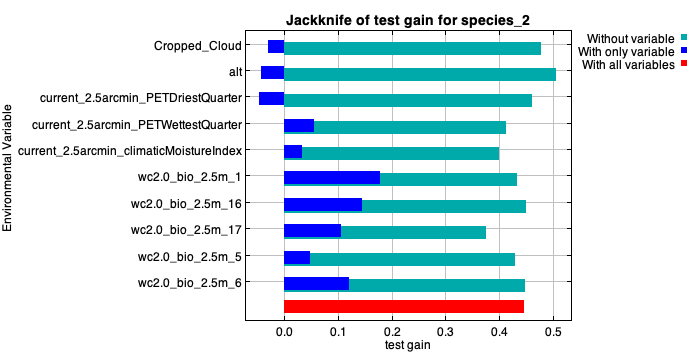 Jackknife of test gain for species_2
Without variable
With only variable
With all variables
Environmental Variable
Cropped_Cloud
alt
current_2.5arcmin_PETDriestQuarter
current_2.5arcmin_PETWettestQuarter
current_2.5arcmin_climaticMoistureIndex
wc2.0_bio_2.5m_1
wc2.0_bio_2.5m_16
wc2.0_bio_2.5m_17
wc2.0_bio_2.5m_5
wc2.0_bio_2.5m_6
0.0 0.1 0.2 0.3 0.4 0.5
test gain